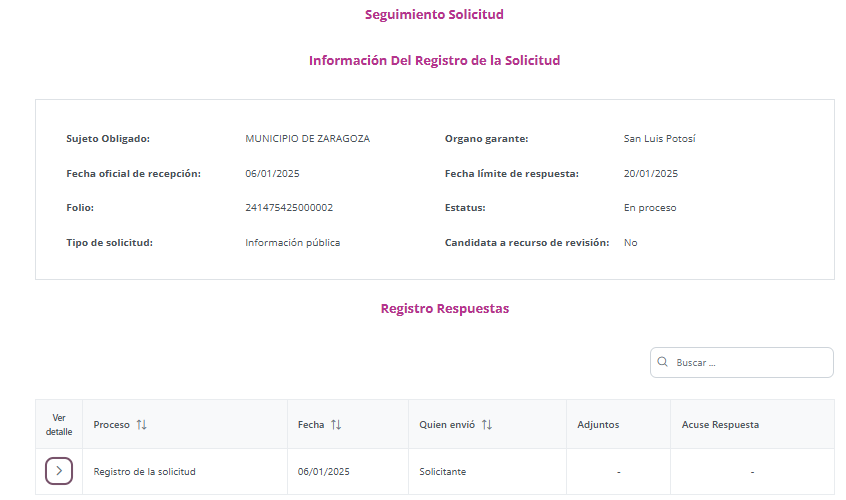 Seguimiento Solicitud
Información Del Registro de la Solicitud
Sujeto Obligado: MUNICIPIO DE ZARAGOZA Organo garante: San Luis Potosí
Fecha oficial de recepción: 06/01/2025 Fecha límite de respuesta: 20/01/2025
Folio: 241475425000002 Estatus: En proceso
Tipo de solicitud: Información pública Candidata a recurso de revisión: No
Registro Respuestas
Buscar ...
Ver detalle Proceso Fecha Quien envió Adjuntos Acuse Respuesta
Registro de la solicitud 06/01/2025 Solicitante - -